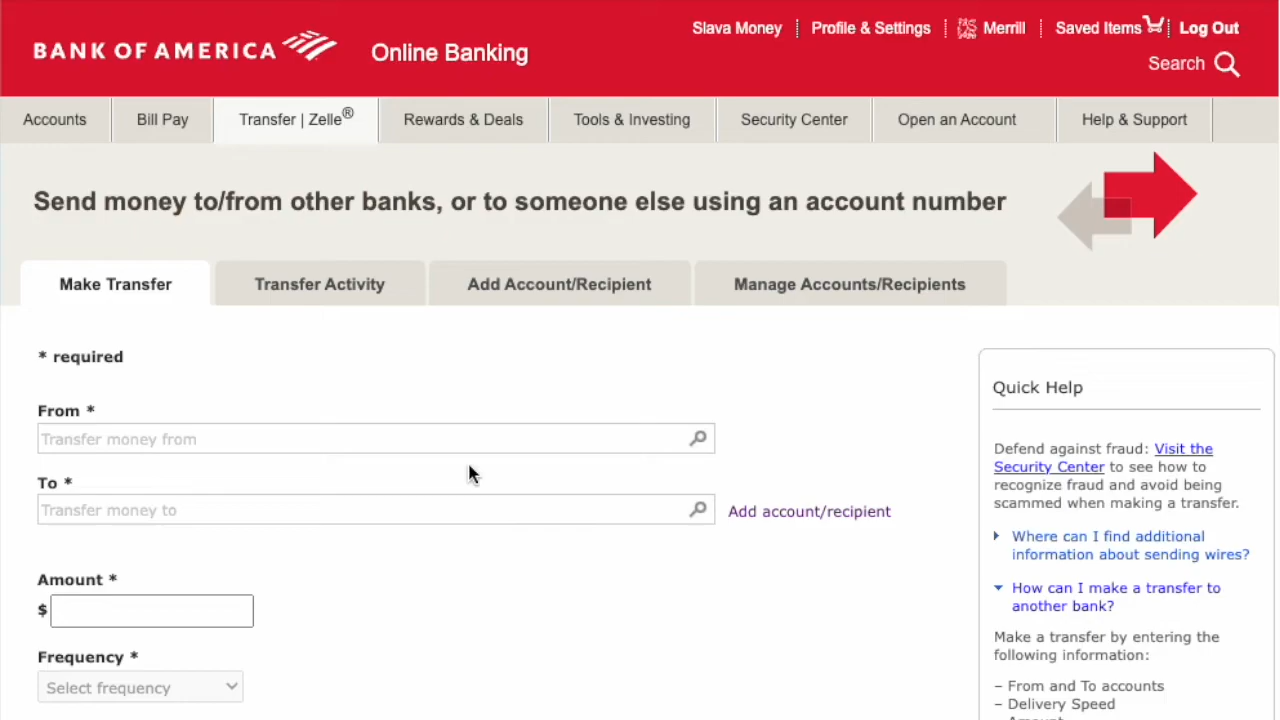 Slava Money Profile & Settings Merrill Saved Items Log Out
BANK OF AMERICA Online Banking
Search
Accounts Bill Pay Transfer | Zelle® Rewards & Deals Tools & Investing Security Center Open an Account Help & Support
Send money to/from other banks, or to someone else using an account number
Make Transfer Transfer Activity Add Account/Recipient Manage Accounts/Recipients
* required
From *
Transfer money from
To *
Transfer money to
Add account/recipient
Amount *
$
Frequency *
Select frequency
Quick Help
Defend against fraud: Visit the
Security Center to see how to
recognize fraud and avoid being
scammed when making a transfer.
Where can I find additional
information about sending wires?
How can I make a transfer to
another bank?
Make a transfer by entering the
following information:
– From and To accounts
– Delivery Speed